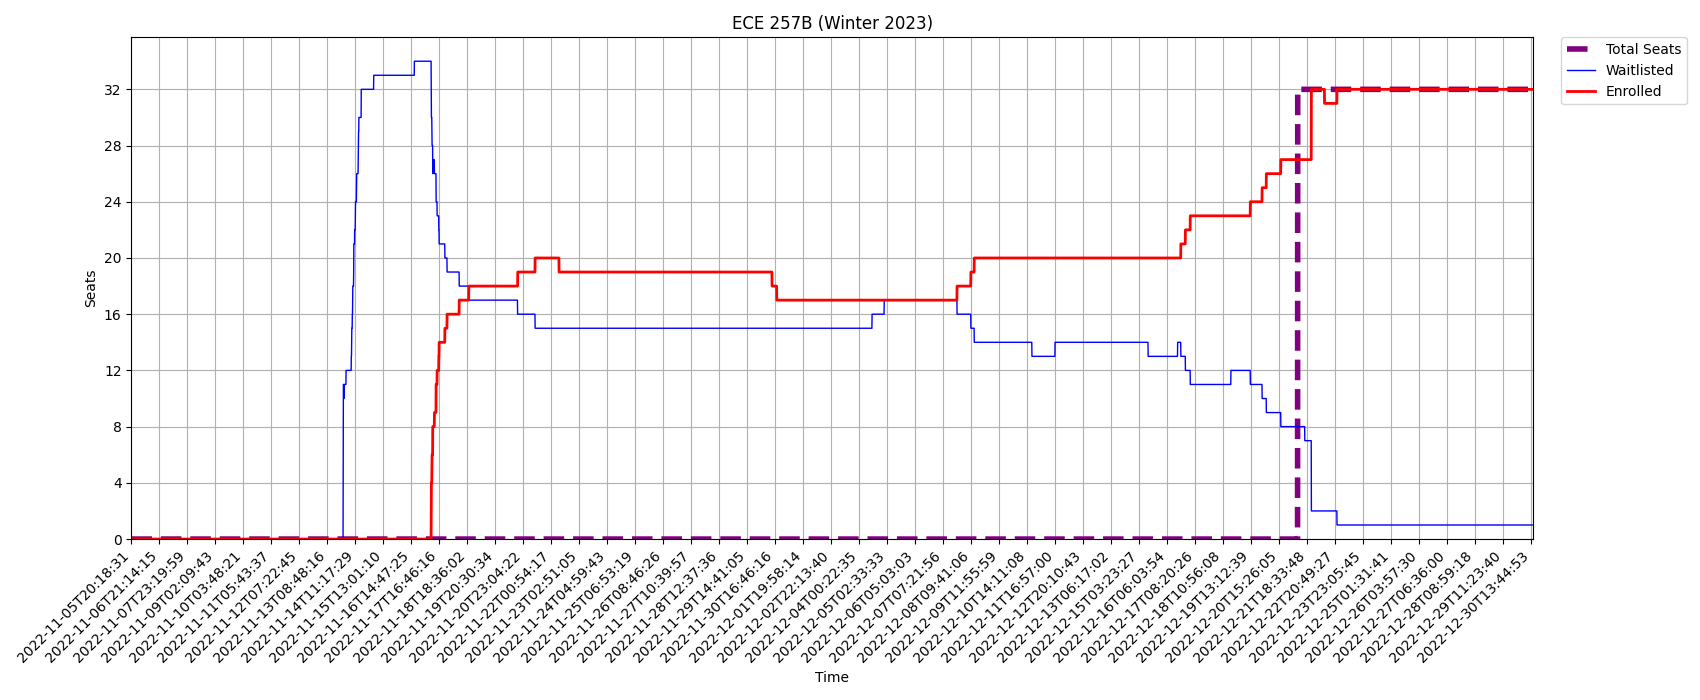 ECE 257B (Winter 2023)
Total Seats
Waitlisted
Enrolled
Seats
32
28
24
20
16
12
8
4
0
2022-11-05T20:18:31
2022-11-06T21:14:15
2022-11-07T23:19:59
2022-11-09T02:09:43
2022-11-10T03:48:21
2022-11-11T05:43:37
2022-11-12T07:22:45
2022-11-13T08:48:16
2022-11-14T11:17:29
2022-11-15T13:01:10
2022-11-16T14:47:25
2022-11-17T16:46:16
2022-11-18T18:36:02
2022-11-19T20:30:34
2022-11-20T23:04:22
2022-11-22T00:54:17
2022-11-23T02:51:05
2022-11-24T04:59:43
2022-11-25T06:53:19
2022-11-26T08:46:26
2022-11-27T10:39:57
2022-11-28T12:37:36
2022-11-29T14:41:05
2022-11-30T16:46:16
2022-12-01T19:58:14
2022-12-02T22:13:40
2022-12-04T00:22:35
2022-12-05T02:33:33
2022-12-06T05:03:03
2022-12-07T07:21:56
2022-12-08T09:41:06
2022-12-09T11:55:59
2022-12-10T14:11:08
2022-12-11T16:57:00
2022-12-12T20:10:43
2022-12-13T06:17:02
2022-12-15T03:23:27
2022-12-16T06:03:54
2022-12-17T08:20:26
2022-12-18T10:56:08
2022-12-19T13:12:39
2022-12-20T15:26:05
2022-12-21T18:33:48
2022-12-22T20:49:27
2022-12-23T23:05:45
2022-12-25T01:31:41
2022-12-26T03:57:30
2022-12-27T06:36:00
2022-12-28T08:59:18
2022-12-29T11:23:40
2022-12-30T13:44:53
Time